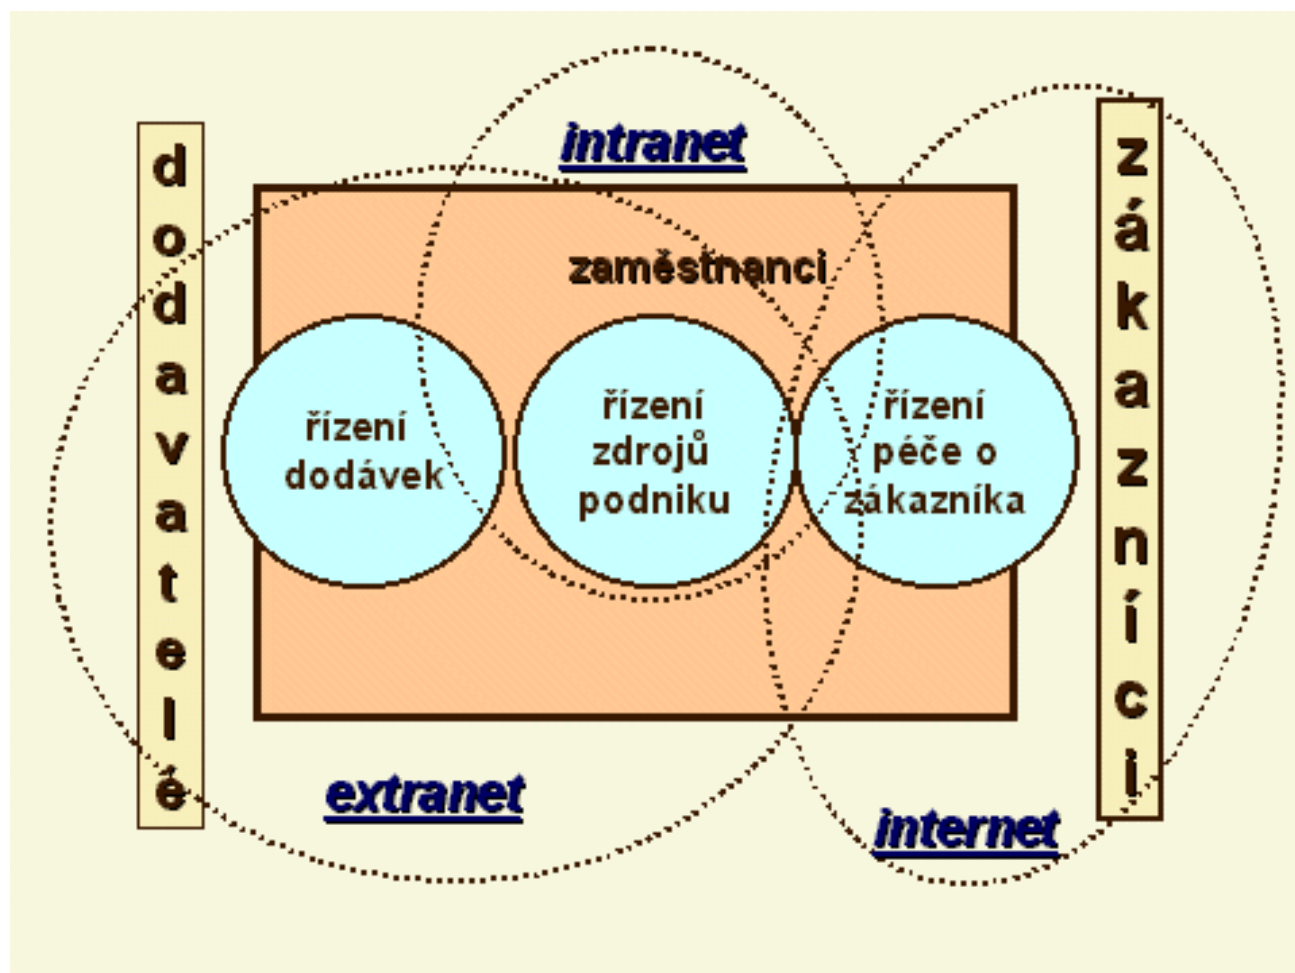 intranet
dodavatelé
zákazníci
zaměstnanci
řízení
dodávek
řízení
zdrojů
podniku
řízení
péče o
zákazníka
extranet
internet